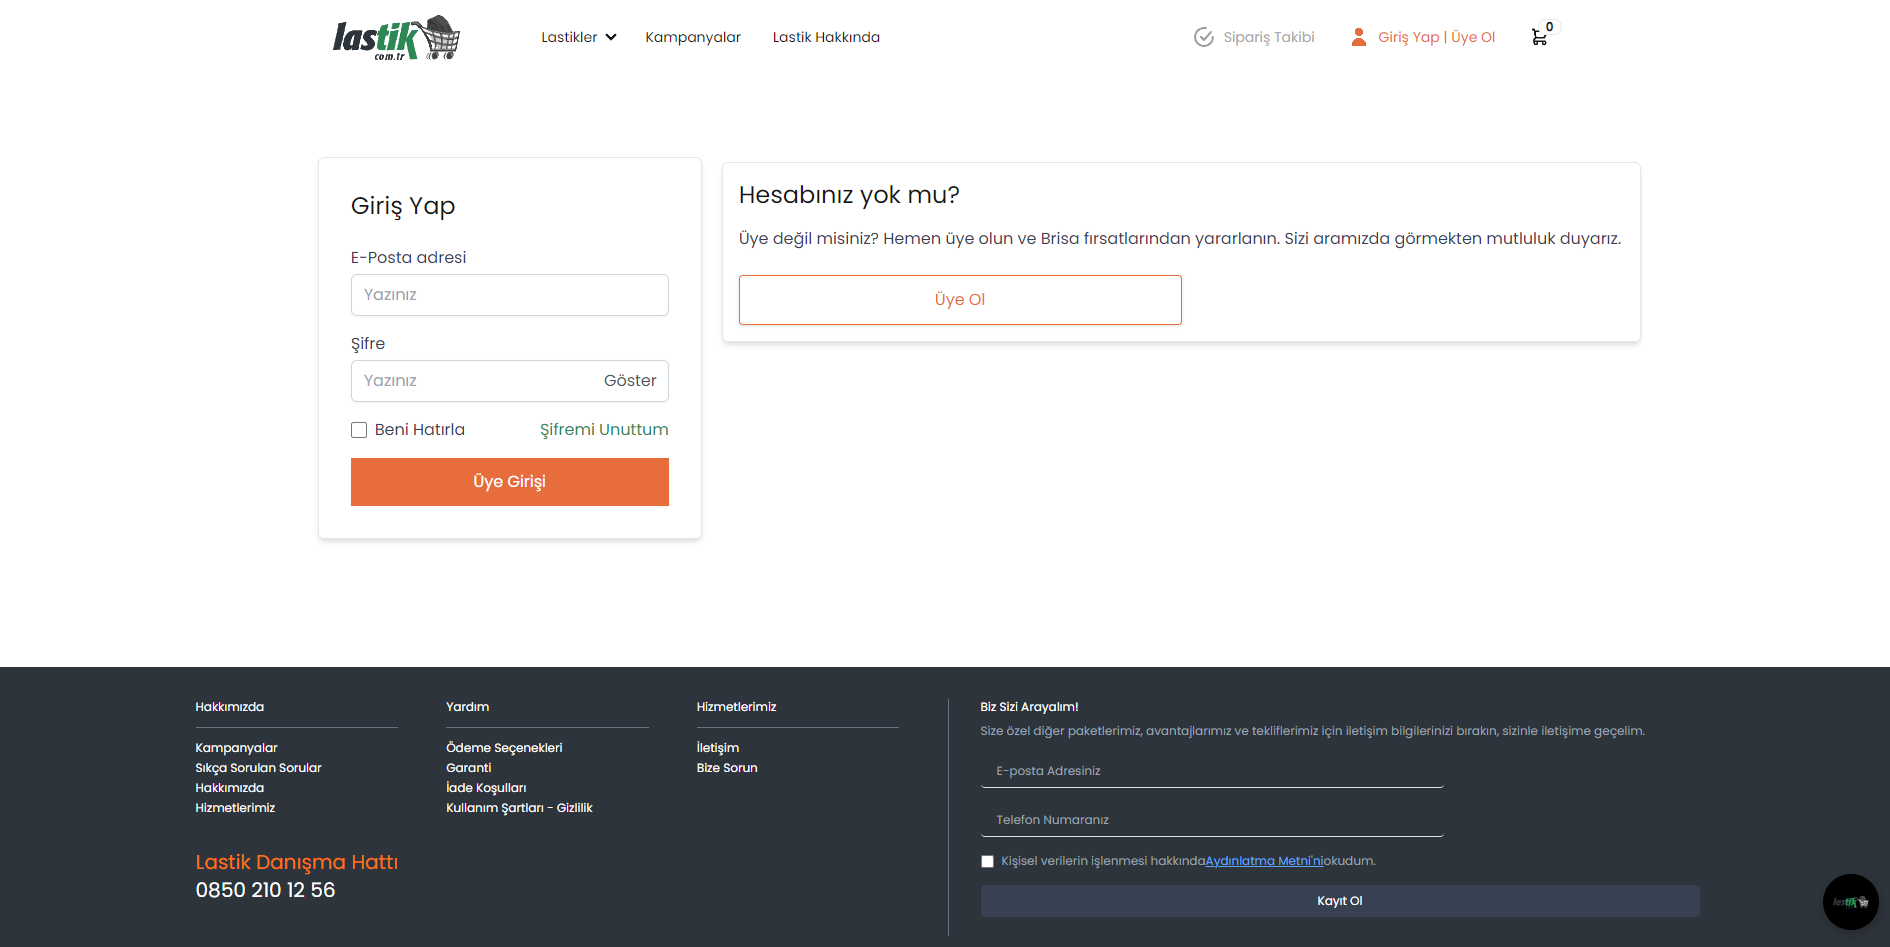 lastik
com.tr
Lastikler
Kampanyalar
Lastik Hakkında
Sipariş Takibi
Giriş Yap | Üye Ol
0
Giriş Yap
E-Posta adresi
Yazınız
Şifre
Yazınız
Göster
Beni Hatırla
Şifremi Unuttum
Üye Girişi
Hesabınız yok mu?
Üye değil misiniz? Hemen üye olun ve Brisa fırsatlarından yararlanın. Sizi aramızda görmekten mutluluk duyarız.
Üye Ol
Hakkımızda
Kampanyalar
Sıkça Sorulan Sorular
Hakkımızda
Hizmetlerimiz
Yardım
Ödeme Seçenekleri
Garanti
İade Koşulları
Kullanım Şartları - Gizlilik
Hizmetlerimiz
İletişim
Bize Sorun
Lastik Danışma Hattı
0850 210 12 56
Biz Sizi Arayalım!
Size özel diğer paketlerimiz, avantajlarımız ve tekliflerimiz için iletişim bilgilerinizi bırakın, sizinle iletişime geçelim.
E-posta Adresiniz
Telefon Numaranız
Kişisel verilerin işlenmesi hakkındaAydınlatma Metni'niokudum.
Kayıt Ol
lastik